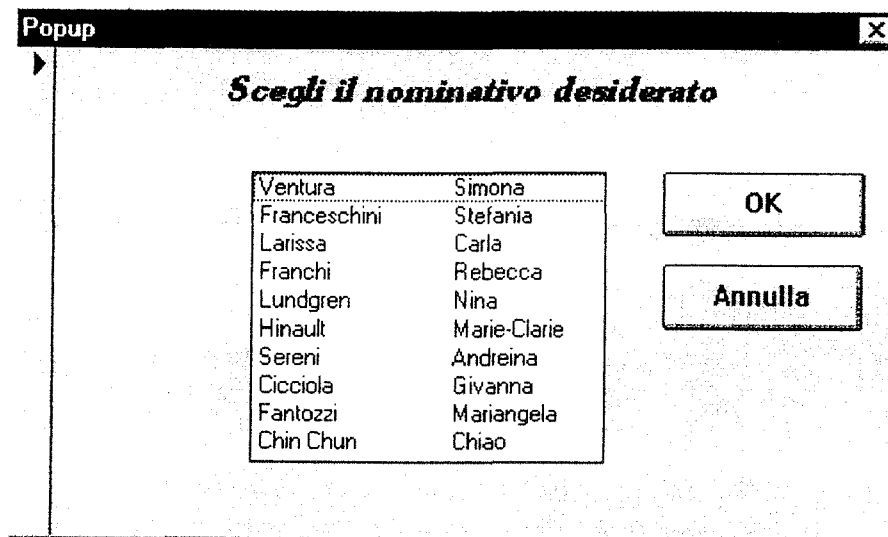 Popup
Scegli il nominativo desiderato
Ventura Simona
Franceschini Stefania
Larissa Carla
Franchi Rebecca
Lundgren Nina
Hinault Marie-Clarie
Sereni Andreina
Cicciola Givanna
Fantozzi Mariangela
Chin Chun Chiao
OK
Annulla